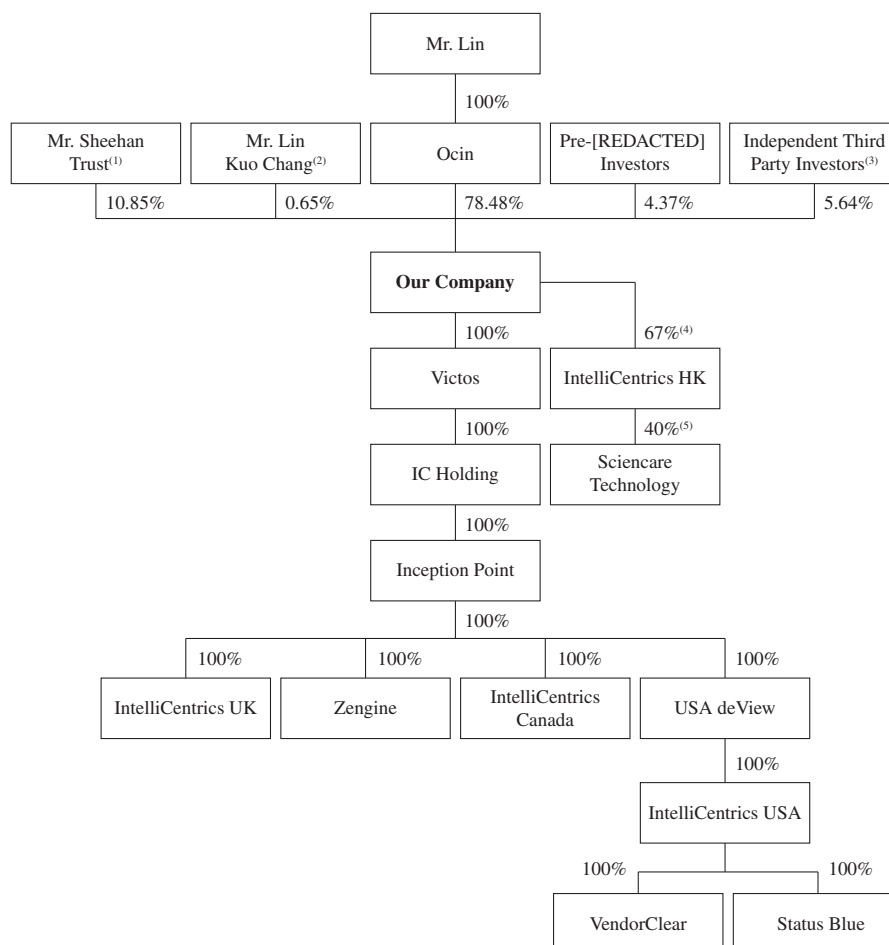 Mr. Lin
100%
Mr. Sheehan
Trust(1)
Mr. Lin
Kuo Chang(2)
Ocin
Pre-[REDACTED]
Investors
Independent Third
Party Investors(3)
10.85%
0.65%
78.48%
4.37%
5.64%
Our Company
100%
67%(4)
Victos
IntelliCentrics HK
100%
40%(5)
IC Holding
Sciencare
Technology
100%
Inception Point
100%
100%
100%
100%
100%
IntelliCentrics UK
Zengine
IntelliCentrics
Canada
USA deView
100%
IntelliCentrics USA
100%
100%
VendorClear
Status Blue